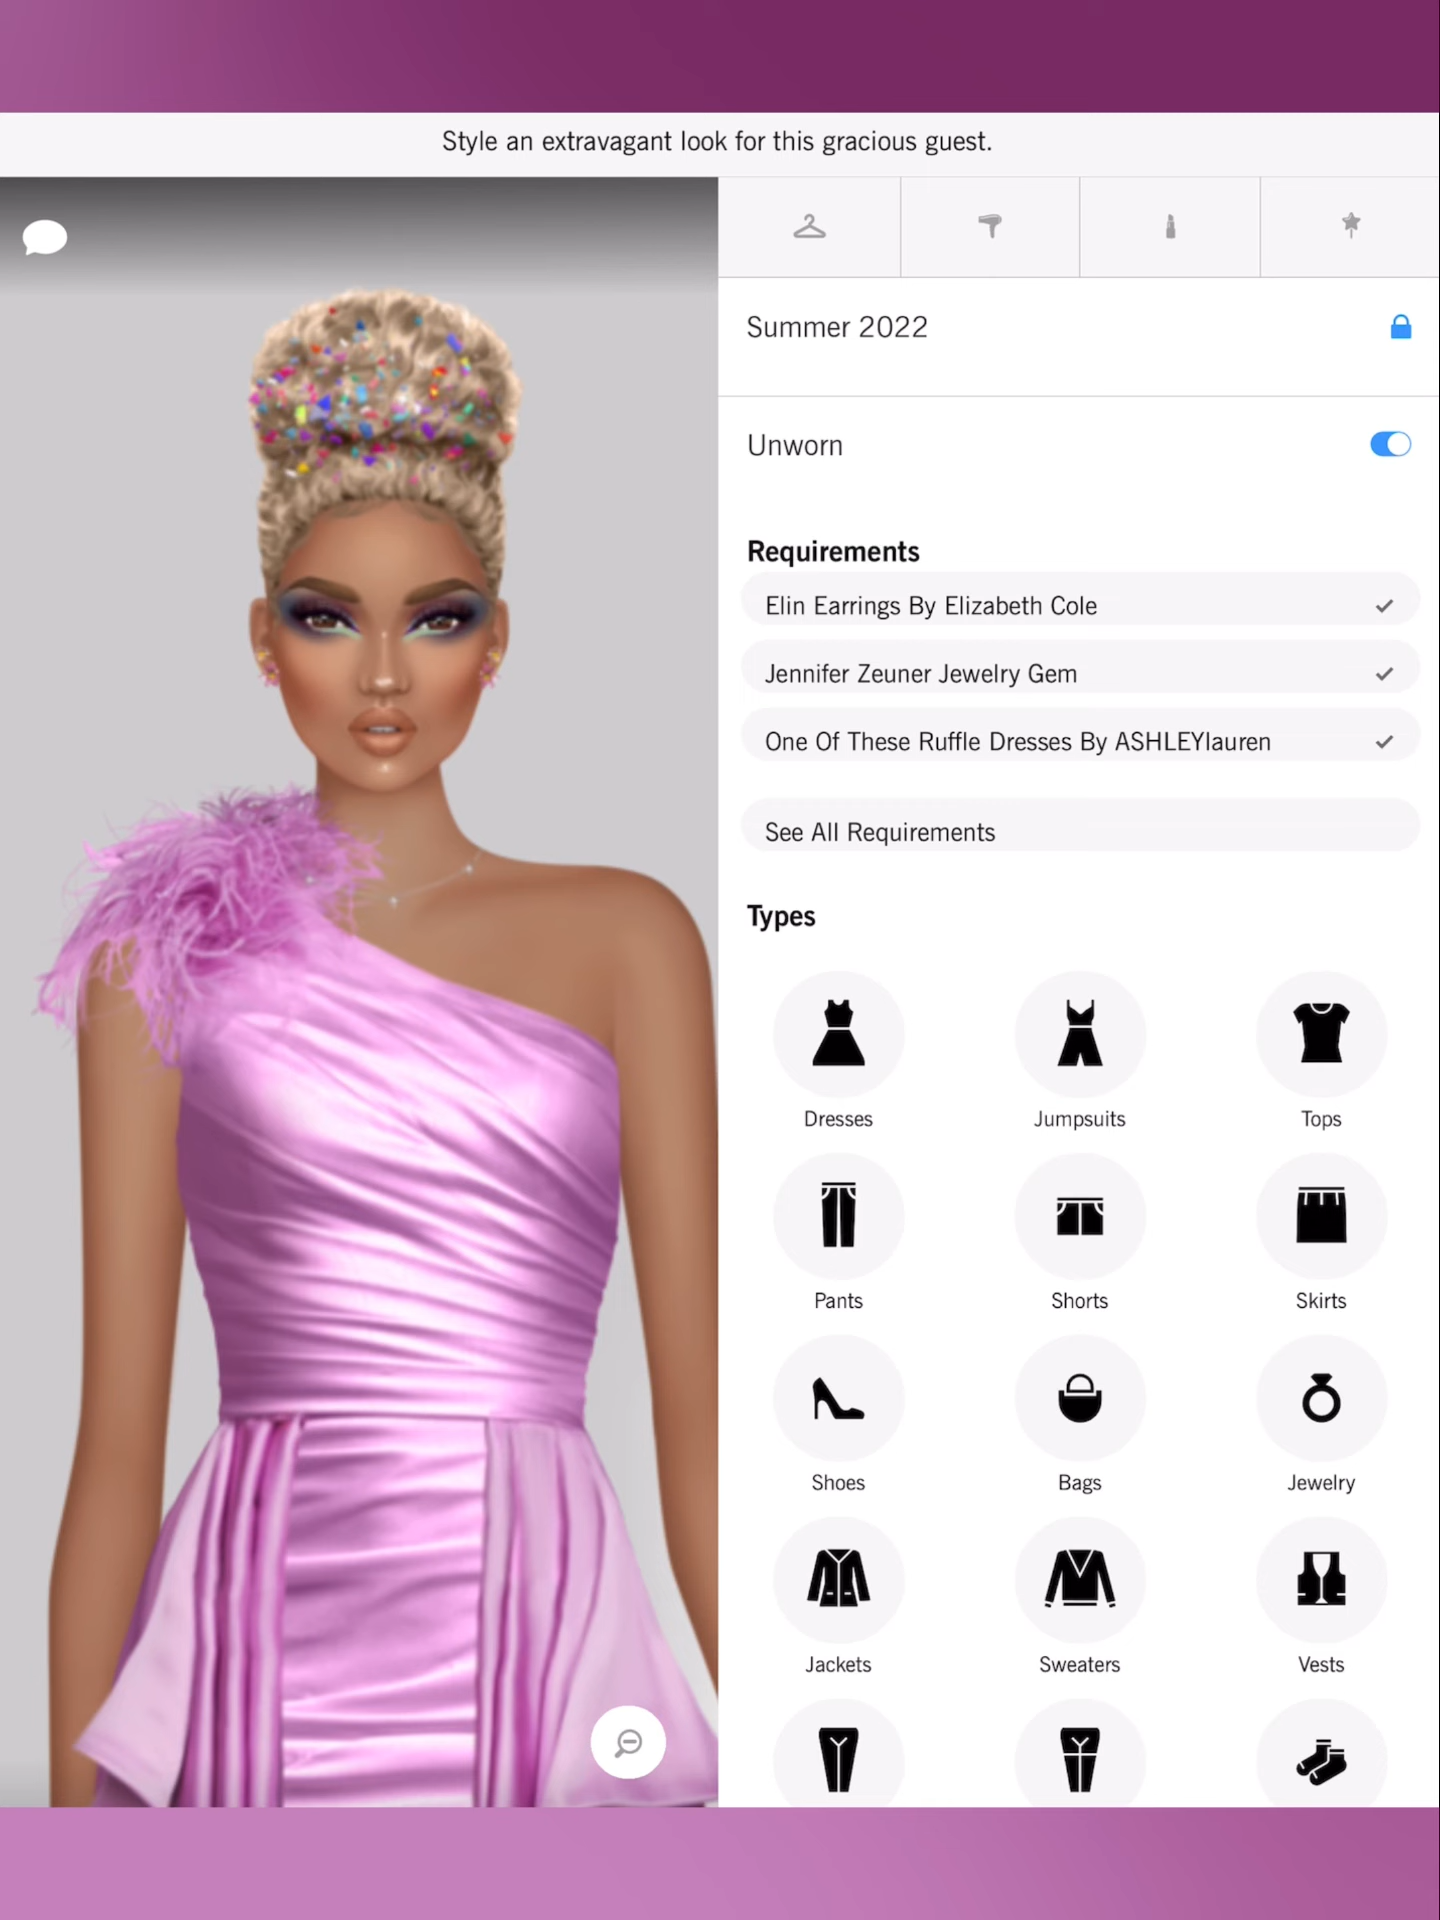 Style an extravagant look for this gracious guest.
Summer 2022
Unworn
Requirements
Elin Earrings By Elizabeth Cole
Jennifer Zeuner Jewelry Gem
One Of These Ruffle Dresses By ASHLEYlauren
See All Requirements
Types
Dresses
Jumpsuits
Tops
Pants
Shorts
Skirts
Shoes
Bags
Jewelry
Jackets
Sweaters
Vests